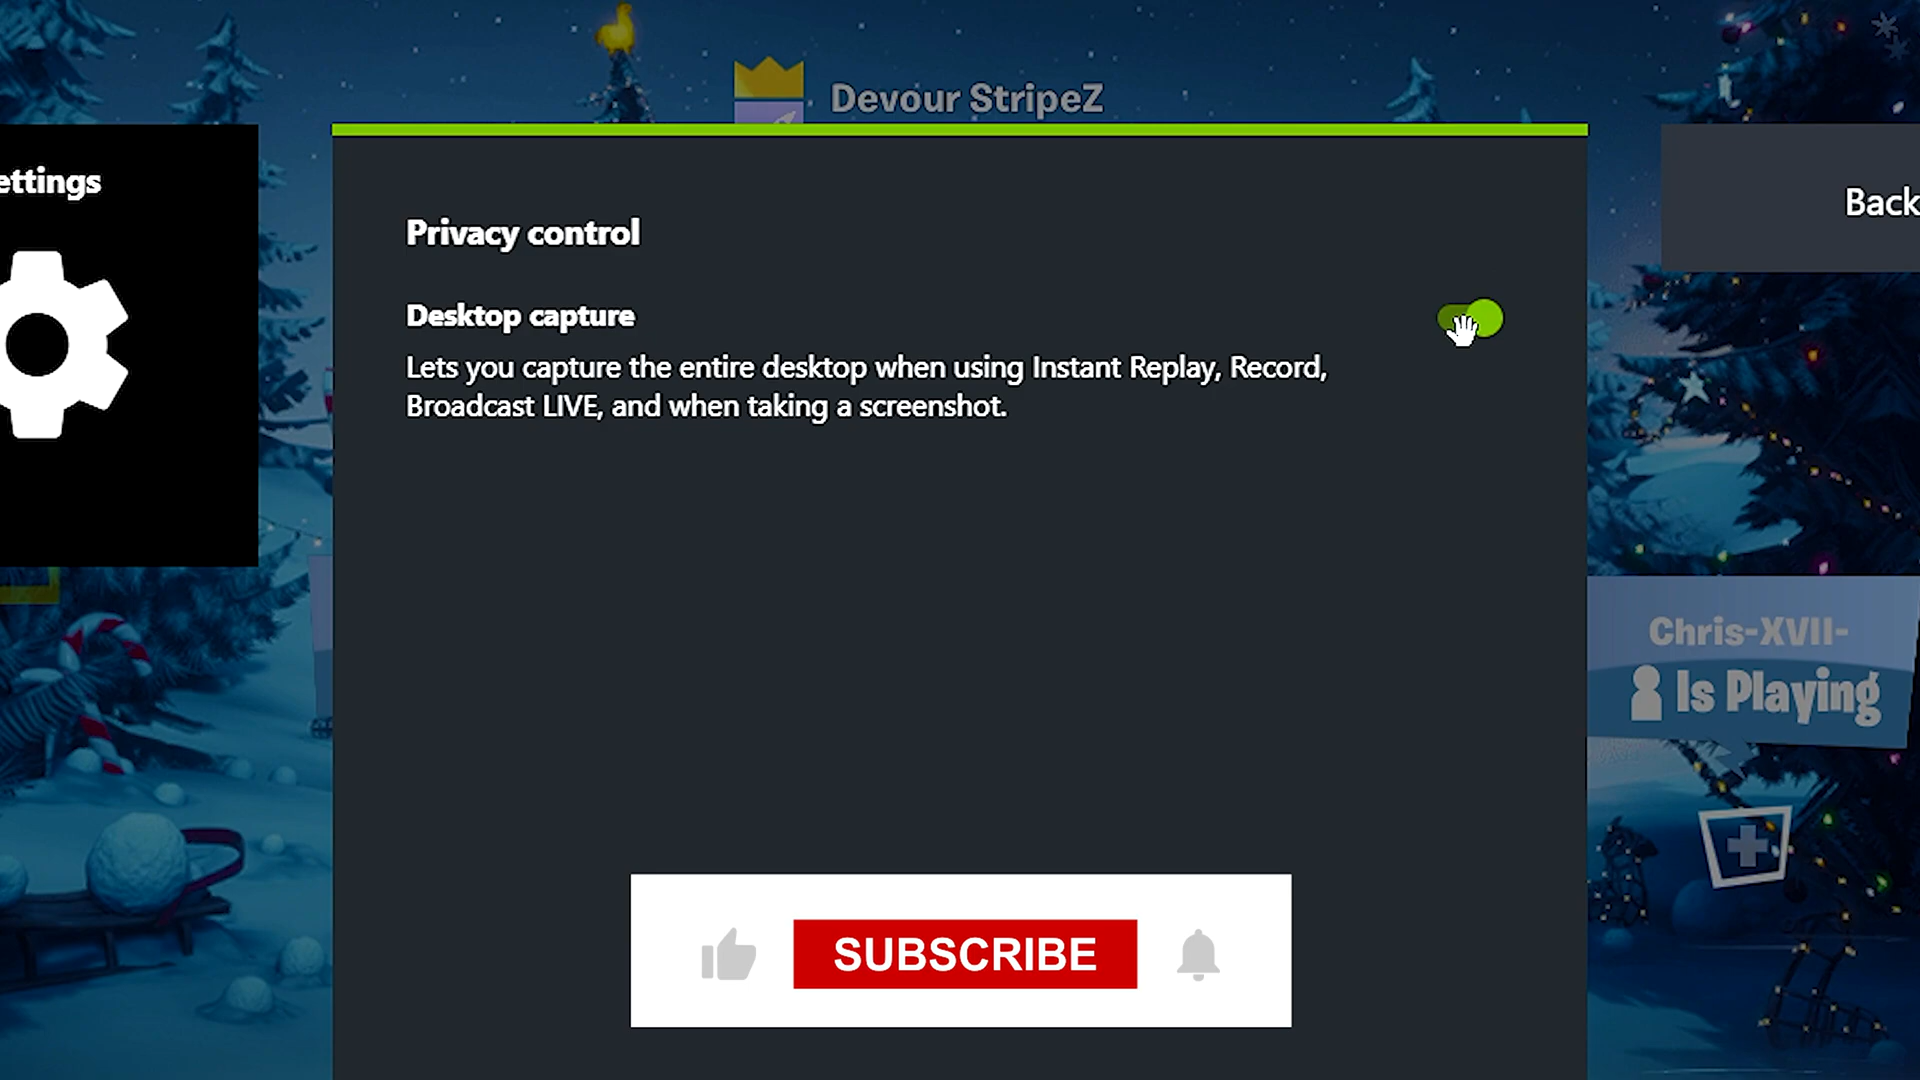 Devour StripeZ
ettings
Back
Privacy control
Desktop capture
Lets you capture the entire desktop when using Instant Replay, Record,
Broadcast LIVE, and when taking a screenshot.
Chris-XVII-
Is Playing
SUBSCRIBE